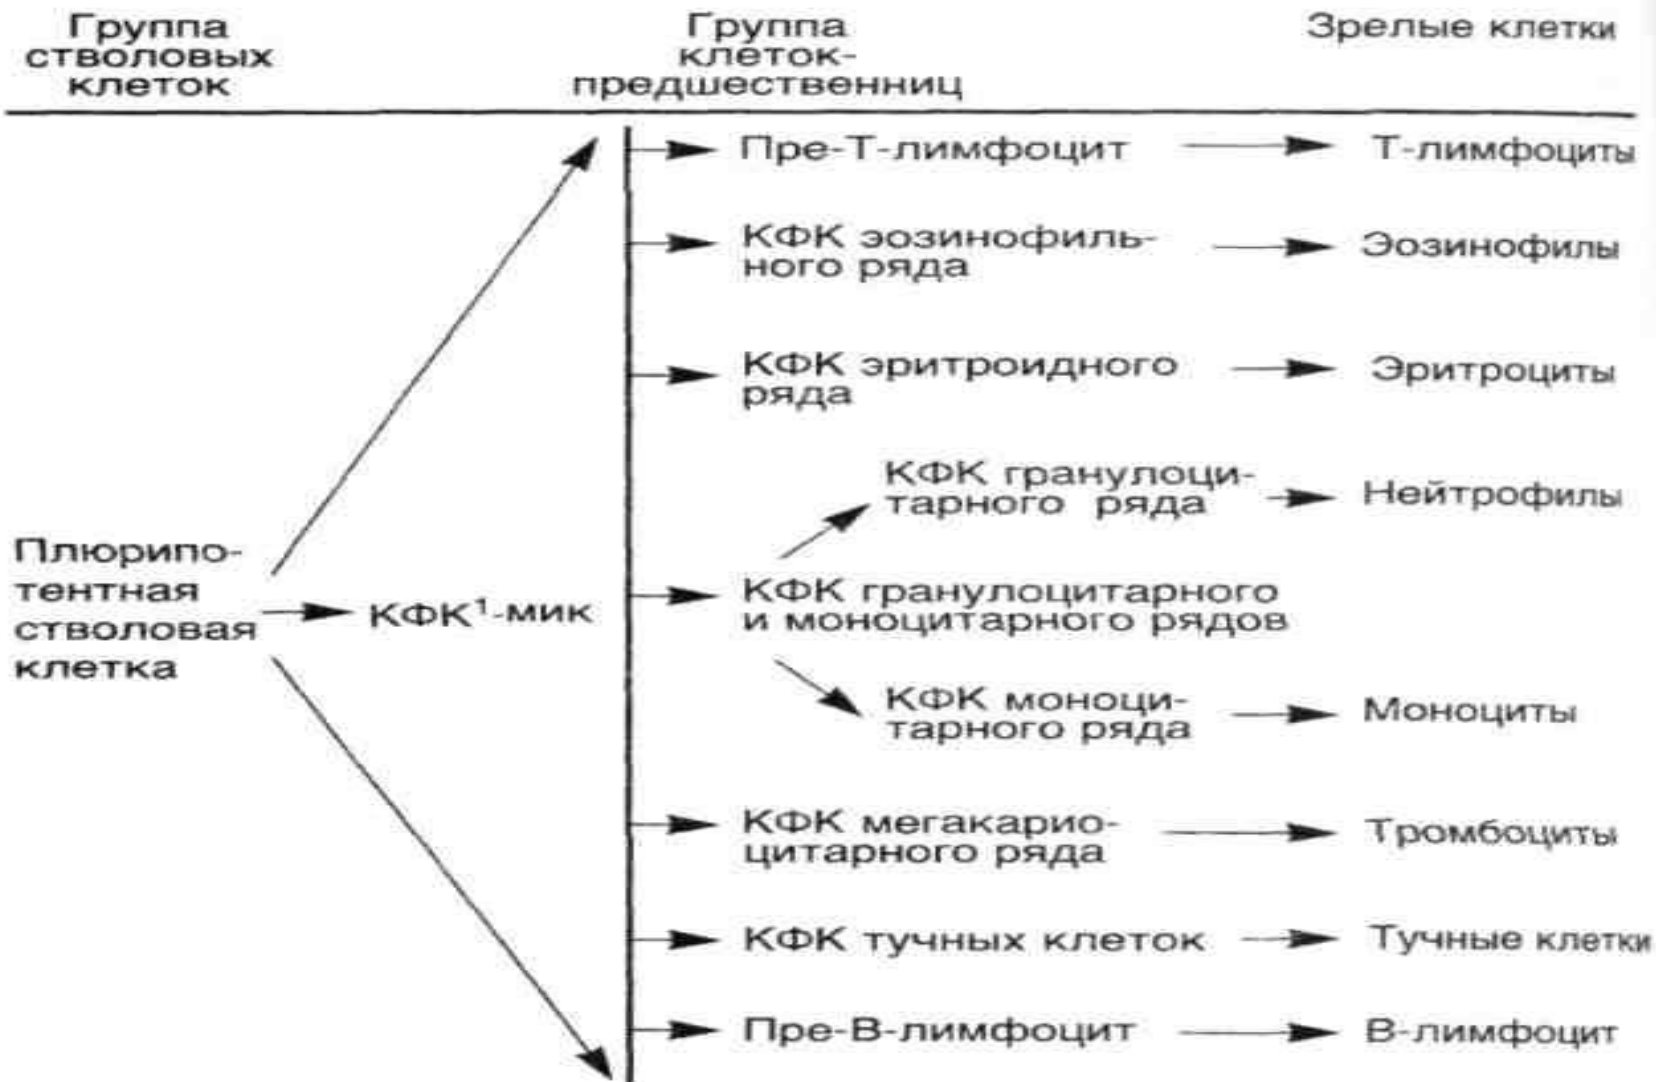 Группа
стволовых
клеток
Группа
клеток-
предшественниц
Зрелые клетки
Пре-Т-лимфоцит
Т-лимфоциты
КФК эозинофиль-
ного ряда
Эозинофилы
КФК эритроидного
ряда
Эритроциты
КФК гранулоци-
тарного ряда
Нейтрофилы
Плюрипо-
тентная
стволовая
клетка
КФК¹-мик
КФК гранулоцитарного
и моноцитарного рядов
КФК моноци-
тарного ряда
Моноциты
КФК мегакарио-
цитарного ряда
Тромбоциты
КФК тучных клеток
Тучные клетки
Пре-В-лимфоцит
В-лимфоцит